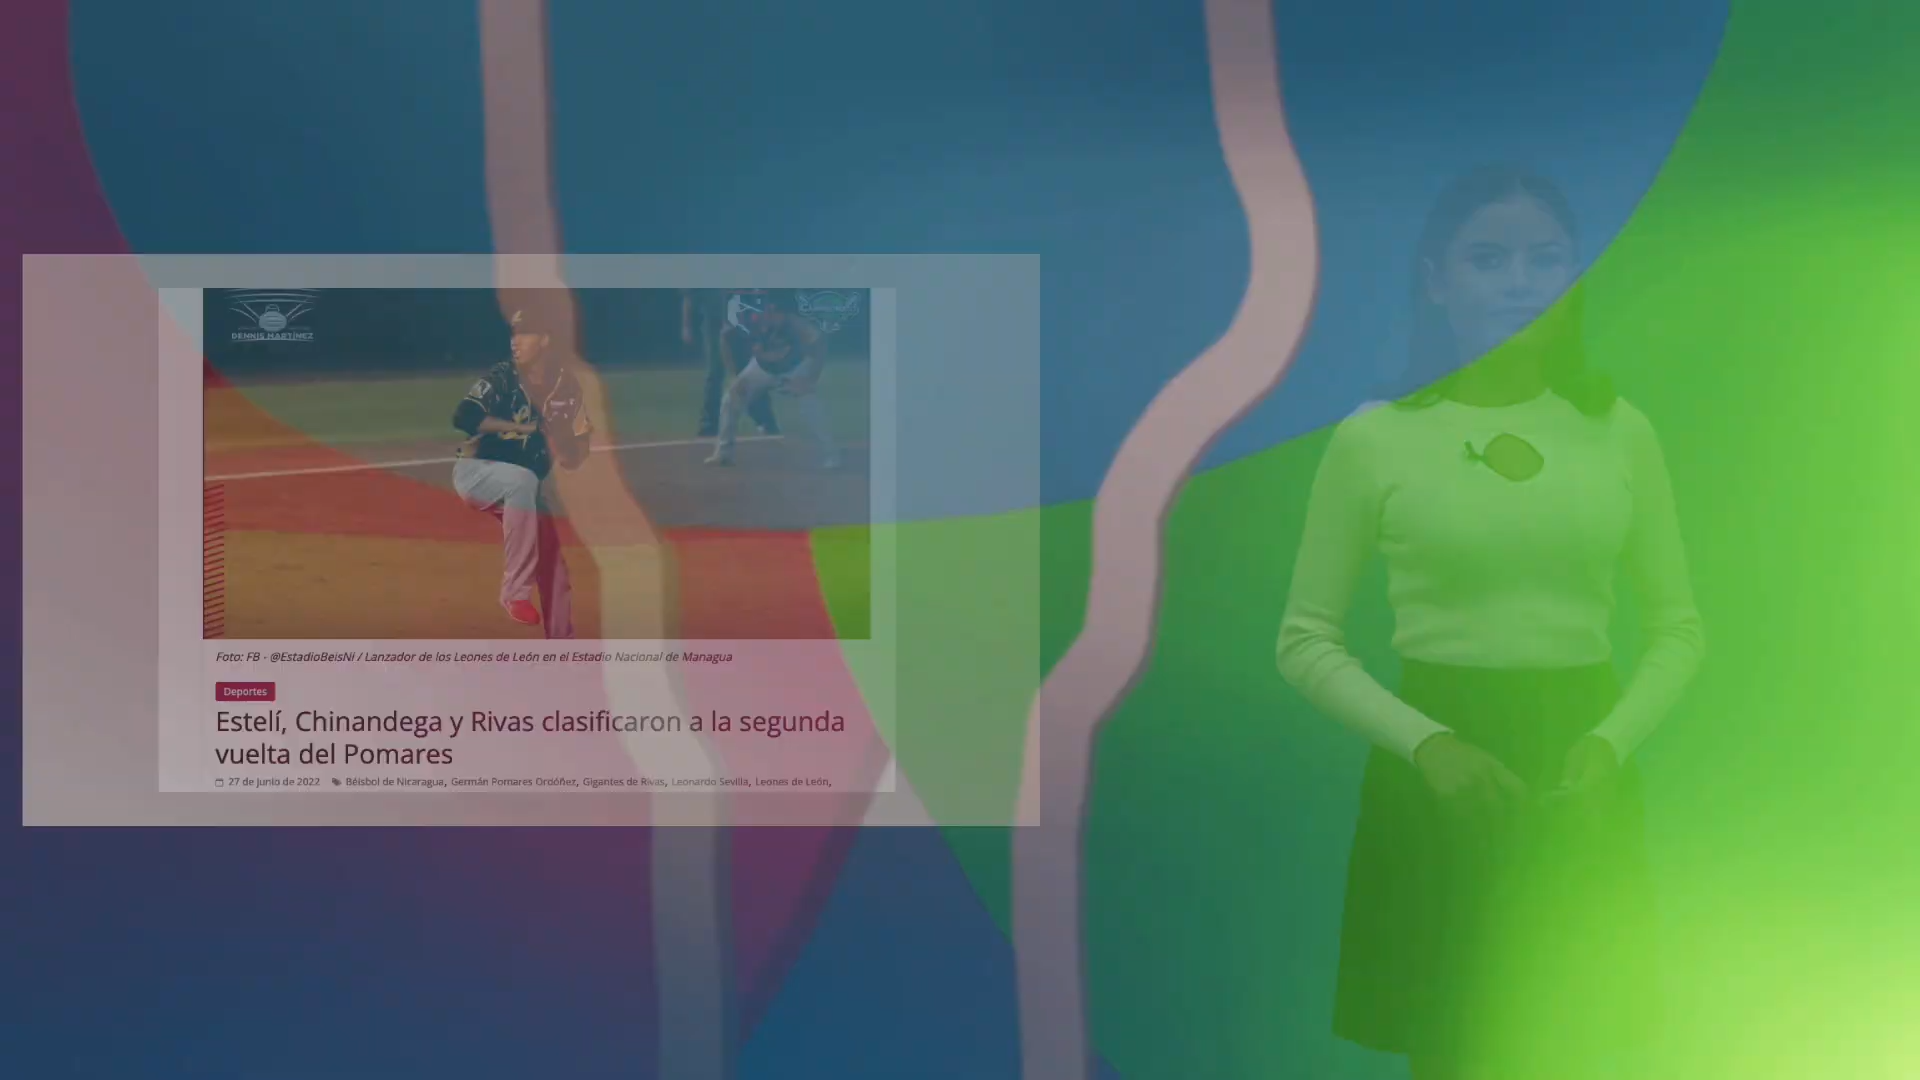 DENNIS MARTÍNEZ
Foto: FB - @EstadioBeisNi / Lanzador de los Leones de León en el Estadio Nacional de Managua
Deportes
Estelí, Chinandega y Rivas clasificaron a la segunda
vuelta del Pomares
27 de junio de 2022 Béisbol de Nicaragua, Germán Pomares Ordóñez, Gigantes de Rivas, Leonardo Sevilla, Leones de León,